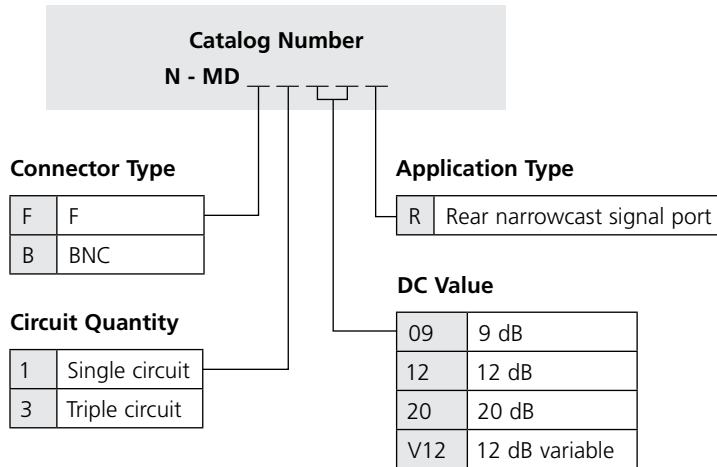 Catalog Number
N - MD _ _ _ _ _
Connector Type
F F
B BNC
Circuit Quantity
1 Single circuit
3 Triple circuit
Application Type
R Rear narrowcast signal port
DC Value
09 9 dB
12 12 dB
20 20 dB
V12 12 dB variable